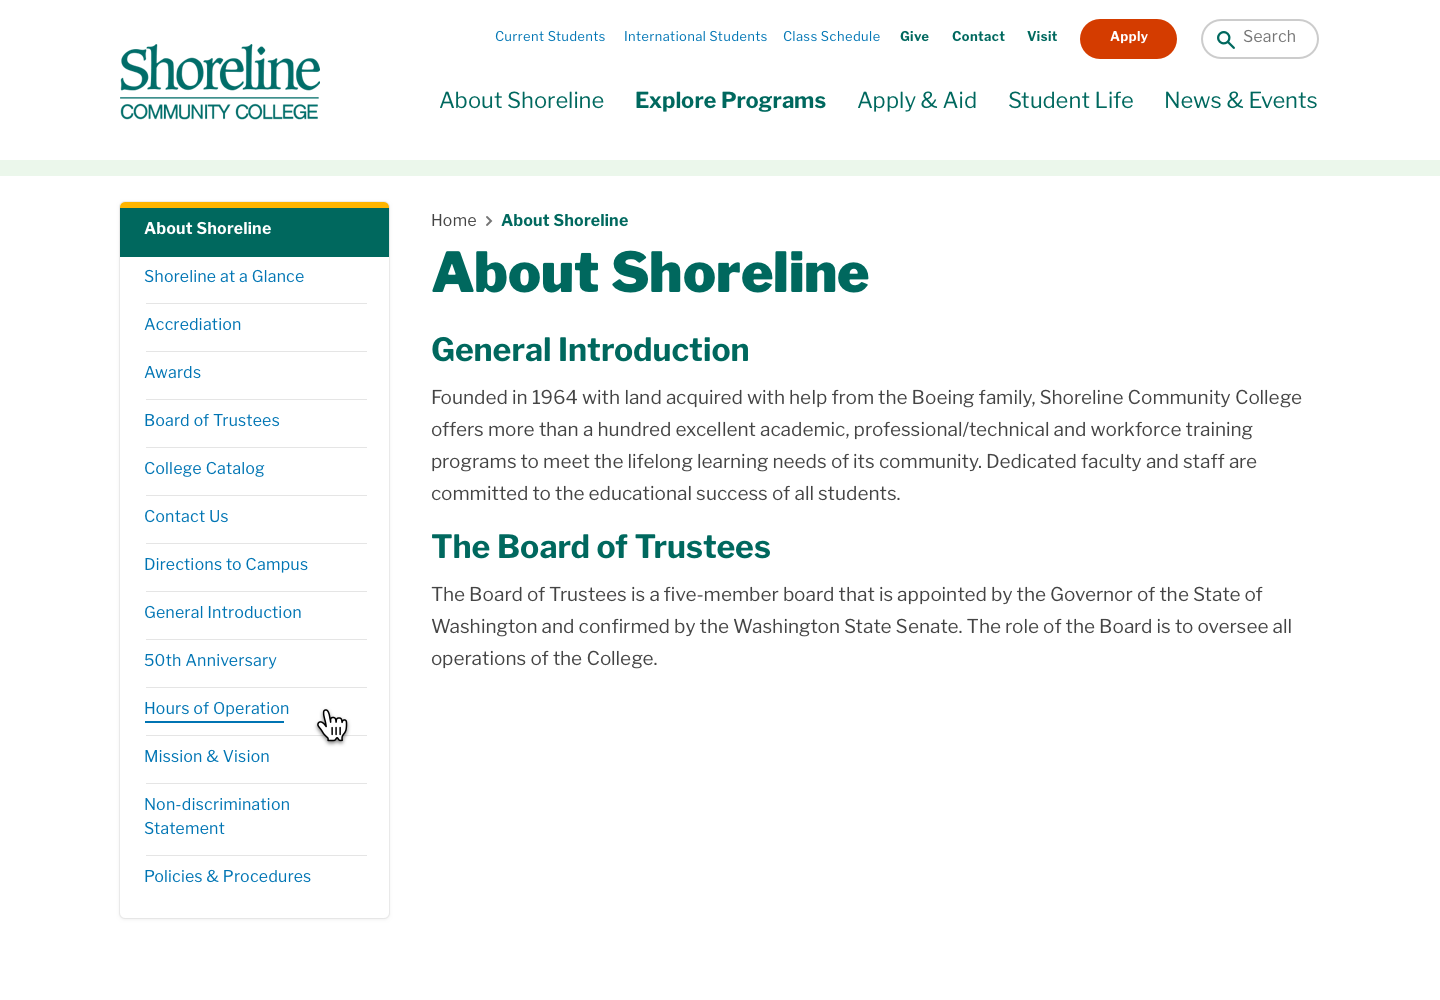 Shoreline
COMMUNITY COLLEGE
Current Students International Students Class Schedule Give Contact Visit Apply Search
About Shoreline Explore Programs Apply & Aid Student Life News & Events
About Shoreline
Shoreline at a Glance
Accrediation
Awards
Board of Trustees
College Catalog
Contact Us
Directions to Campus
General Introduction
50th Anniversary
Hours of Operation
Mission & Vision
Non-discrimination
Statement
Policies & Procedures
Home > About Shoreline
About Shoreline
General Introduction
Founded in 1964 with land acquired with help from the Boeing family, Shoreline Community College
offers more than a hundred excellent academic, professional/technical and workforce training
programs to meet the lifelong learning needs of its community. Dedicated faculty and staff are
committed to the educational success of all students.
The Board of Trustees
The Board of Trustees is a five-member board that is appointed by the Governor of the State of
Washington and confirmed by the Washington State Senate. The role of the Board is to oversee all
operations of the College.